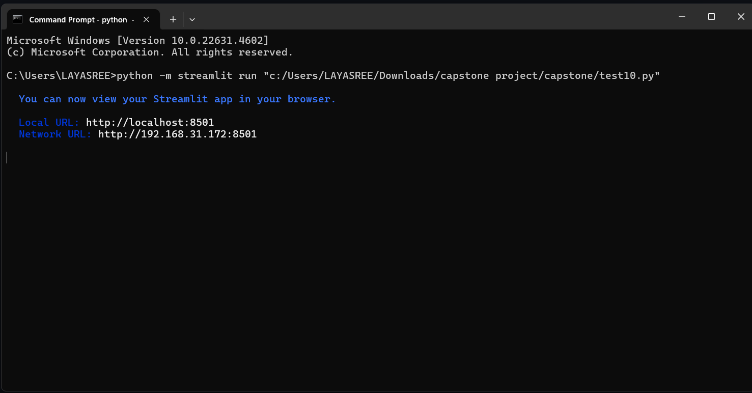 Command Prompt - python -
Microsoft Windows [Version 10.0.22631.4602]
(c) Microsoft Corporation. All rights reserved.
C:\Users\LAYASREE>python -m streamlit run "c:/Users/LAYASREE/Downloads/capstone project/capstone/test10.py"
You can now view your Streamlit app in your browser.
Local URL: http://localhost:8501
Network URL: http://192.168.31.172:8501